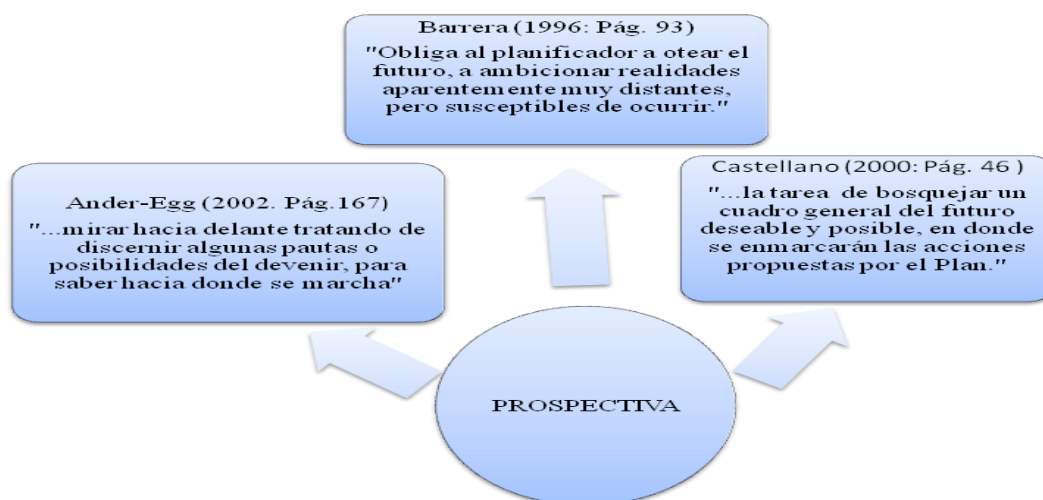 Barrera (1996: Pág. 93)
"Obliga al planificador a otear el
futuro, a ambicionar realidades
aparentemente muy distantes,
pero susceptibles de ocurrir."
Ander-Egg (2002. Pág.167)
"...mirar hacia delante tratando de
discernir algunas pautas o
posibilidades del devenir, para
saber hacia donde se marcha"
Castellano (2000: Pág. 46 )
"...la tarea de bosquejar un
cuadro general del futuro
deseable y posible, en donde
se enmarcarán las acciones
propuestas por el Plan."
PROSPECTIVA